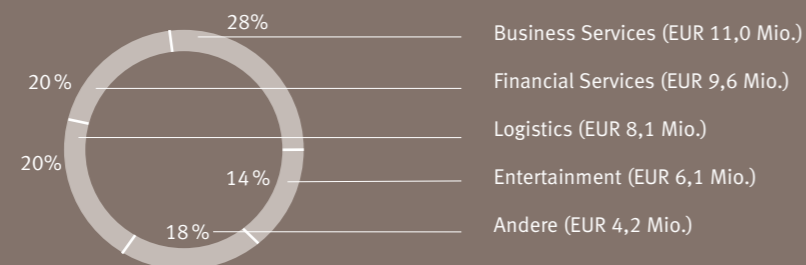 28%
Business Services (EUR 11,0 Mio.)
20 %
Financial Services (EUR 9,6 Mio.)
Logistics (EUR 8,1 Mio.)
20%
14 %
Entertainment (EUR 6,1 Mio.)
18 %
Andere (EUR 4,2 Mio.)